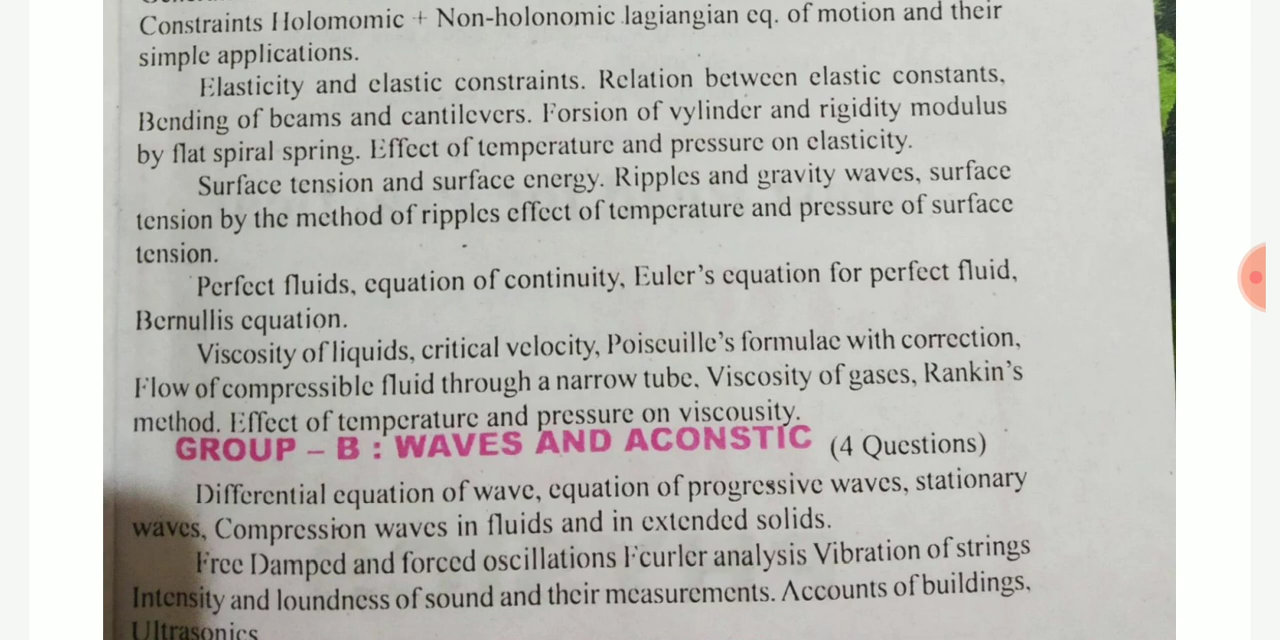 Constraints Holomomic + Non-holonomic lagiangian eq. of motion and their
simple applications.
Elasticity and elastic constraints. Relation between elastic constants,
Bending of beams and cantilevers. Forsion of vylinder and rigidity modulus
by flat spiral spring. Effect of temperature and pressure on elasticity.
Surface tension and surface energy. Ripples and gravity waves, surface
tension by the method of ripples effect of temperature and pressure of surface
tension.
Perfect fluids, equation of continuity, Euler's equation for perfect fluid,
Bernullis equation.
Viscosity of liquids, critical velocity, Poiseuille's formulae with correction,
Flow of compressible fluid through a narrow tube. Viscosity of gases, Rankin's
method. Effect of temperature and pressure on viscousity.
GROUP – B : WAVES AND ACONSTIC (4 Questions)
Differential equation of wave, equation of progressive waves, stationary
waves, Compression waves in fluids and in extended solids.
Free Damped and forced oscillations Fcurler analysis Vibration of strings
Intensity and loundness of sound and their measurements. Accounts of buildings,
Ultrasonics